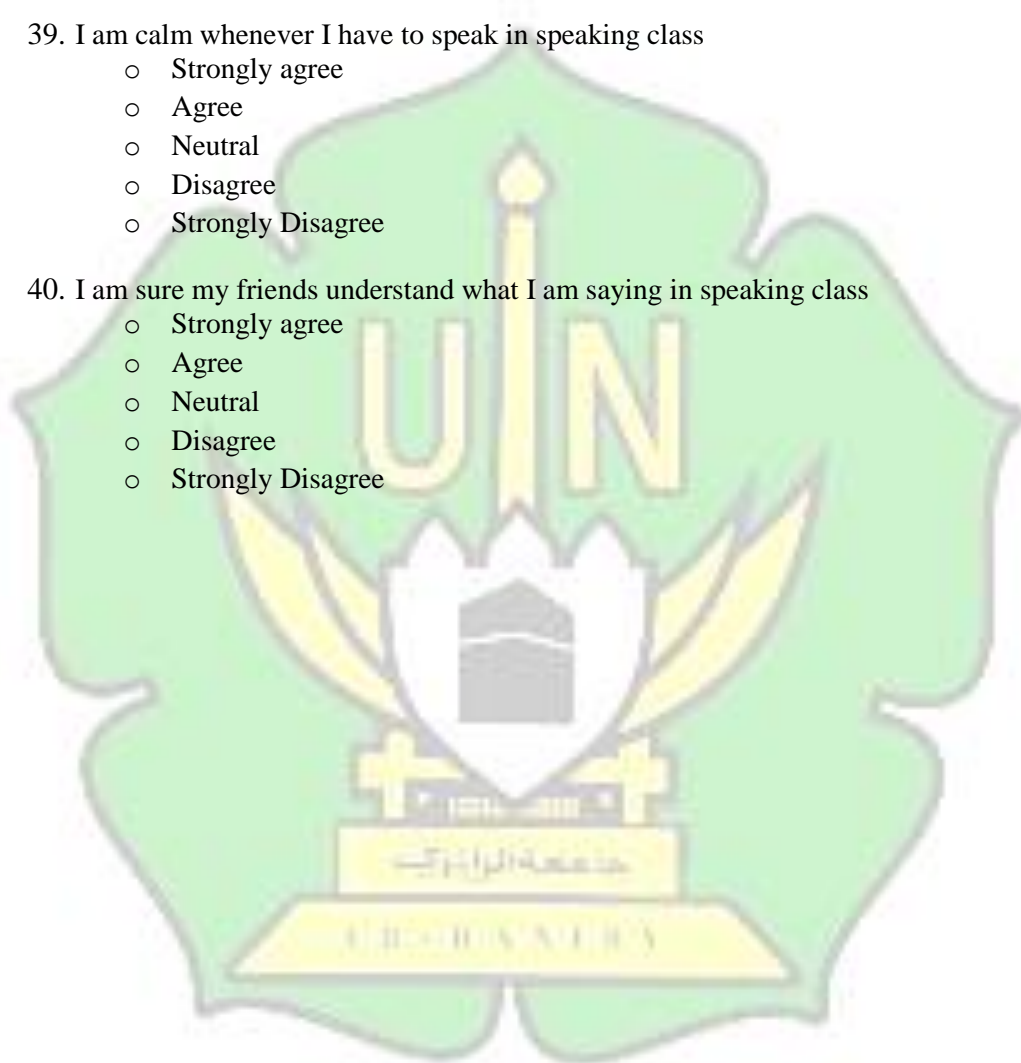 39. I am calm whenever I have to speak in speaking class
o Strongly agree
o Agree
o Neutral
o Disagree
o Strongly Disagree
40. I am sure my friends understand what I am saying in speaking class
o Strongly agree
o Agree
o Neutral
o Disagree
o Strongly Disagree
UIN